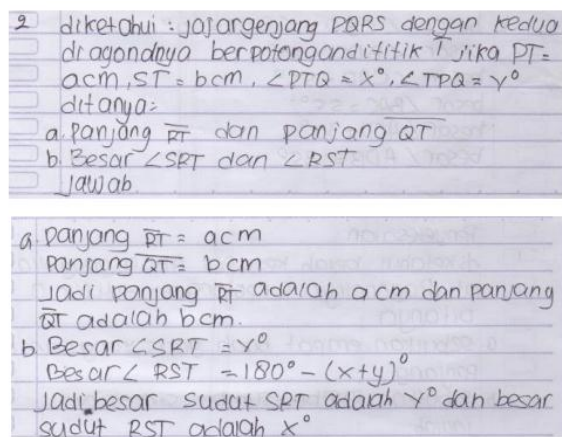 2 diketahui : jajargenjang PQRS dengan kedua
diagonalnya berpotongan dititik T jika PT =
a cm, ST = b cm, ∠PTQ = x°, ∠TPQ = y°
ditanya:
a. Panjang RT dan panjang QT
b. Besar ∠SRT dan ∠RST
Jawab
a. Panjang RT = a cm
Panjang QT = b cm
Jadi panjang RT adalah a cm dan panjang
QT adalah b cm.
b. Besar ∠SRT = y°
Besar ∠ RST = 180° - (x+y)°
Jadi besar sudut SRT adalah y° dan besar
sudut RST adalah x°